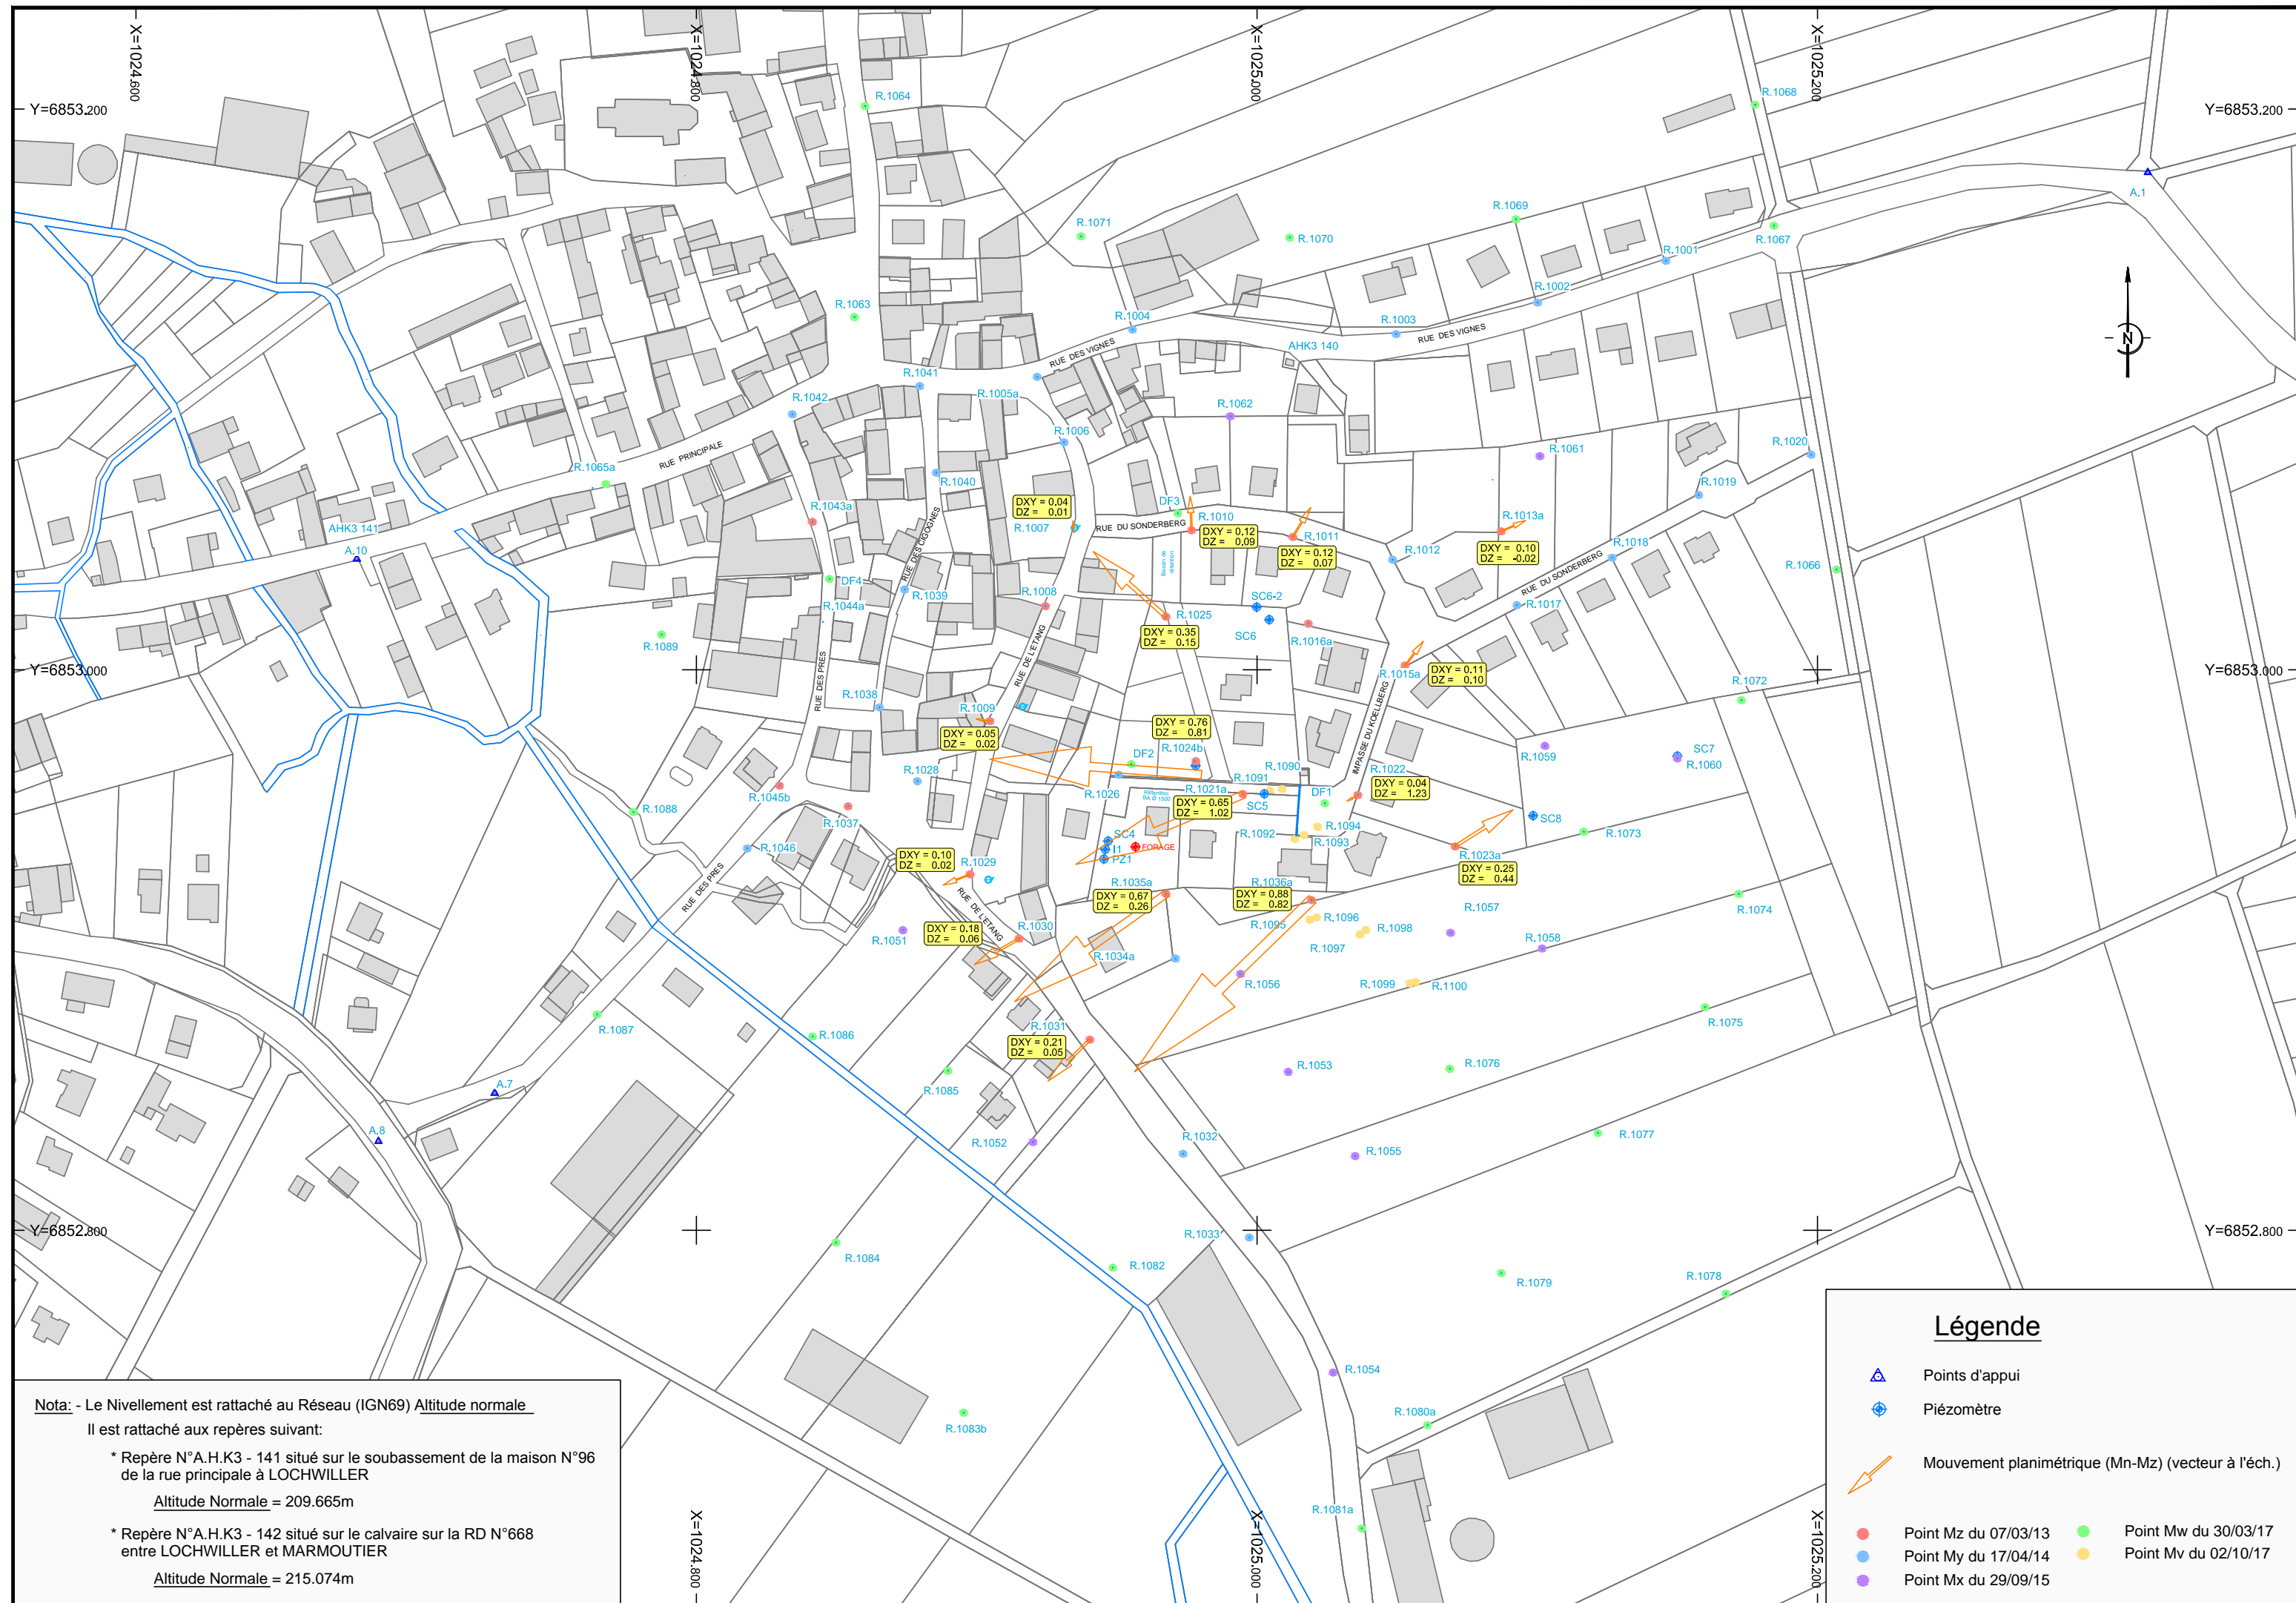 X=1024.600
X=1024.800
X=1025.000
X=1025.200
Y=6853.200
Y=6853.200
R.1064
R.1068
A.1
R.1071
R.1070
R.1069
R.1067
R.1001
R.1002
R.1063
R.1004
R.1003
RUE DES VIGNES
RUE DES VIGNES
AHK3 140
N
R.1041
R.1042
R.1005a
R.1062
R.1006
R.1061
R.1020
RUE PRINCIPALE
R.1065a
R.1040
R.1019
R.1043a
DXY = 0.04
DZ = 0.01
R.1007
DF3
R.1010
RUE DU SONDERBERG
DXY = 0.12
DZ = 0.09
R.1011
DXY = 0.12
DZ = 0.07
R.1013a
DXY = 0.10
DZ = -0.02
R.1012
AHK3 141
A.10
RUE DES CIGOGNES
Bassin de
rétention
R.1018
RUE DU SONDERBERG
R.1066
DF4
R.1044a
R.1039
R.1008
R.1025
DXY = 0.35
DZ = 0.15
SC6-2
SC6
R.1016a
R.1017
R.1089
Y=6853.000
Y=6853.000
RUE DE L'ETANG
RUE DES PRES
R.1015a
DXY = 0.11
DZ = 0.10
R.1038
R.1009
DXY = 0.05
DZ = 0.02
IMPASSE DU KOELLBERG
R.1072
DXY = 0.76
DZ = 0.81
R.1024b
DF2
R.1059
SC7
R.1060
R.1028
R.1026
R.1091
R.1090
R.1022
DXY = 0.04
DZ = 1.23
R.1045b
R.1021a
DXY = 0.65
DZ = 1.02
SC5
DF1
R.1088
R.1037
R.1092
R.1094
R.1093
SC8
R.1073
SC4
I1
PZ1
FORAGE
R.1046
DXY = 0.10
DZ = 0.02
R.1029
R.1023a
DXY = 0.25
DZ = 0.44
RUE DES PRES
R.1035a
DXY = 0.67
DZ = 0.26
R.1036a
DXY = 0.88
DZ = 0.82
R.1074
RUE DE L'ETANG
R.1057
R.1051
DXY = 0.18
DZ = 0.06
R.1030
R.1095
R.1096
R.1097
R.1098
R.1058
R.1034a
R.1056
R.1099
R.1100
R.1087
R.1086
R.1031
DXY = 0.21
DZ = 0.05
R.1075
R.1085
R.1053
R.1076
A.7
A.8
R.1052
R.1032
R.1055
R.1077
Y=6852.800
Y=6852.800
R.1033
R.1084
R.1082
R.1079
R.1078
R.1054
R.1083b
R.1080a
R.1081a
X=1024.800
X=1025.000
X=1025.200
Nota: - Le Nivellement est rattaché au Réseau (IGN69) Altitude normale
Il est rattaché aux repères suivant:
* Repère N°A.H.K3 - 141 situé sur le soubassement de la maison N°96
de la rue principale à LOCHWILLER
Altitude Normale = 209.665m
* Repère N°A.H.K3 - 142 situé sur le calvaire sur la RD N°668
entre LOCHWILLER et MARMOUTIER
Altitude Normale = 215.074m
Légende
Points d'appui
Piézomètre
Mouvement planimétrique (Mn-Mz) (vecteur à l'éch.)
Point Mz du 07/03/13
Point Mw du 30/03/17
Point My du 17/04/14
Point Mv du 02/10/17
Point Mx du 29/09/15